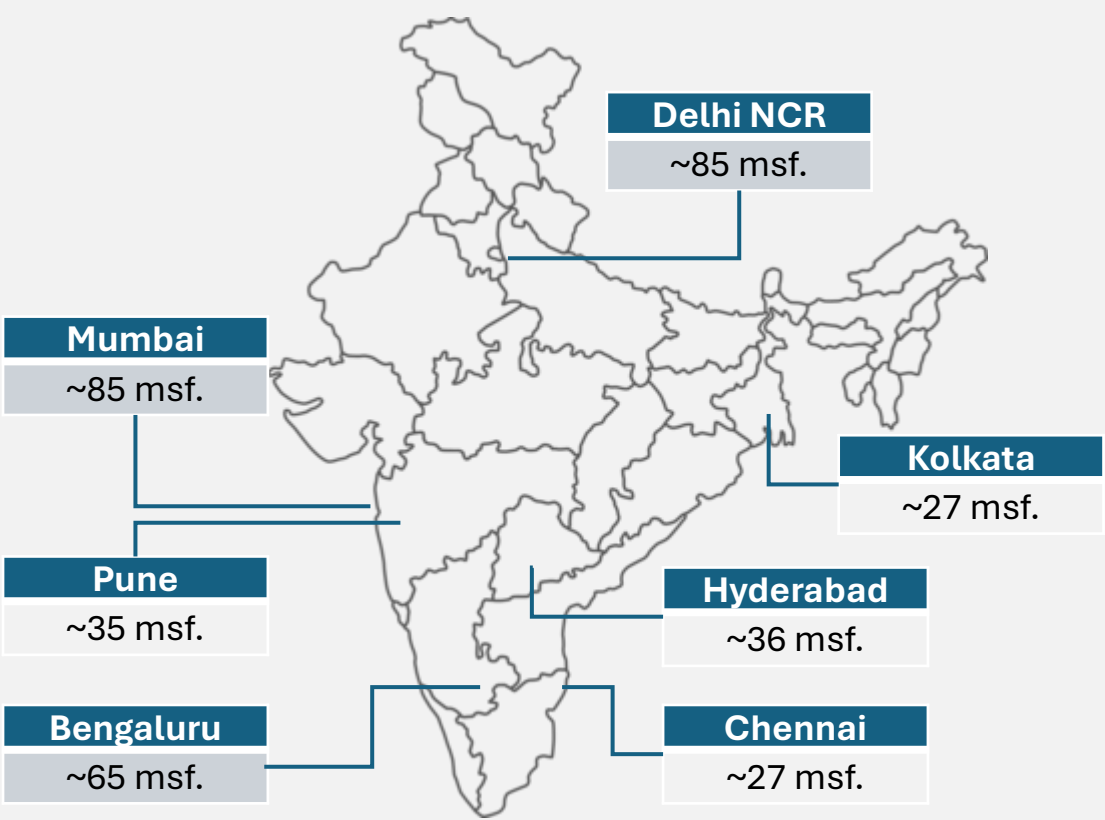 Delhi NCR
~85 msf.
Mumbai
~85 msf.
Kolkata
~27 msf.
Pune
~35 msf.
Hyderabad
~36 msf.
Bengaluru
~65 msf.
Chennai
~27 msf.